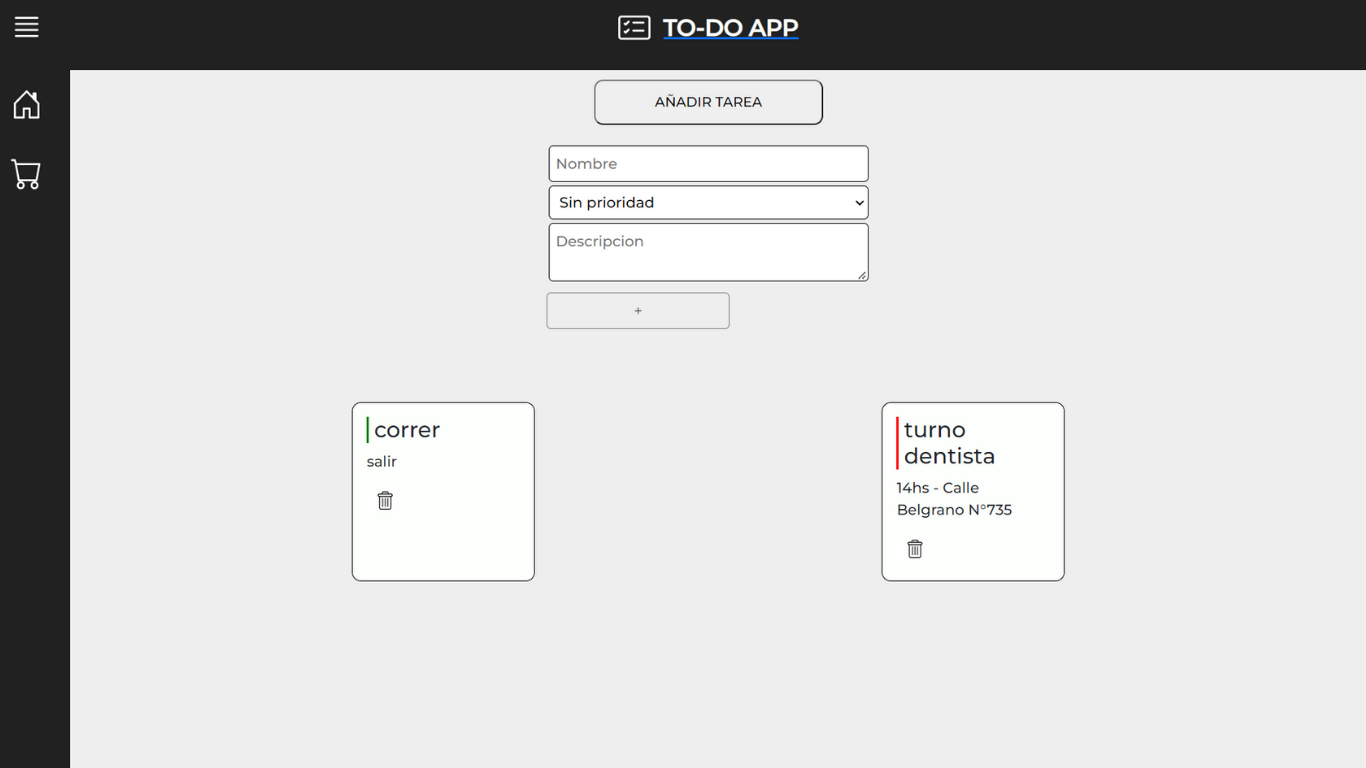 TO-DO APP
AÑADIR TAREA
Nombre
Sin prioridad
Descripcion
+
correr
salir
turno
dentista
14hs - Calle
Belgrano N°735